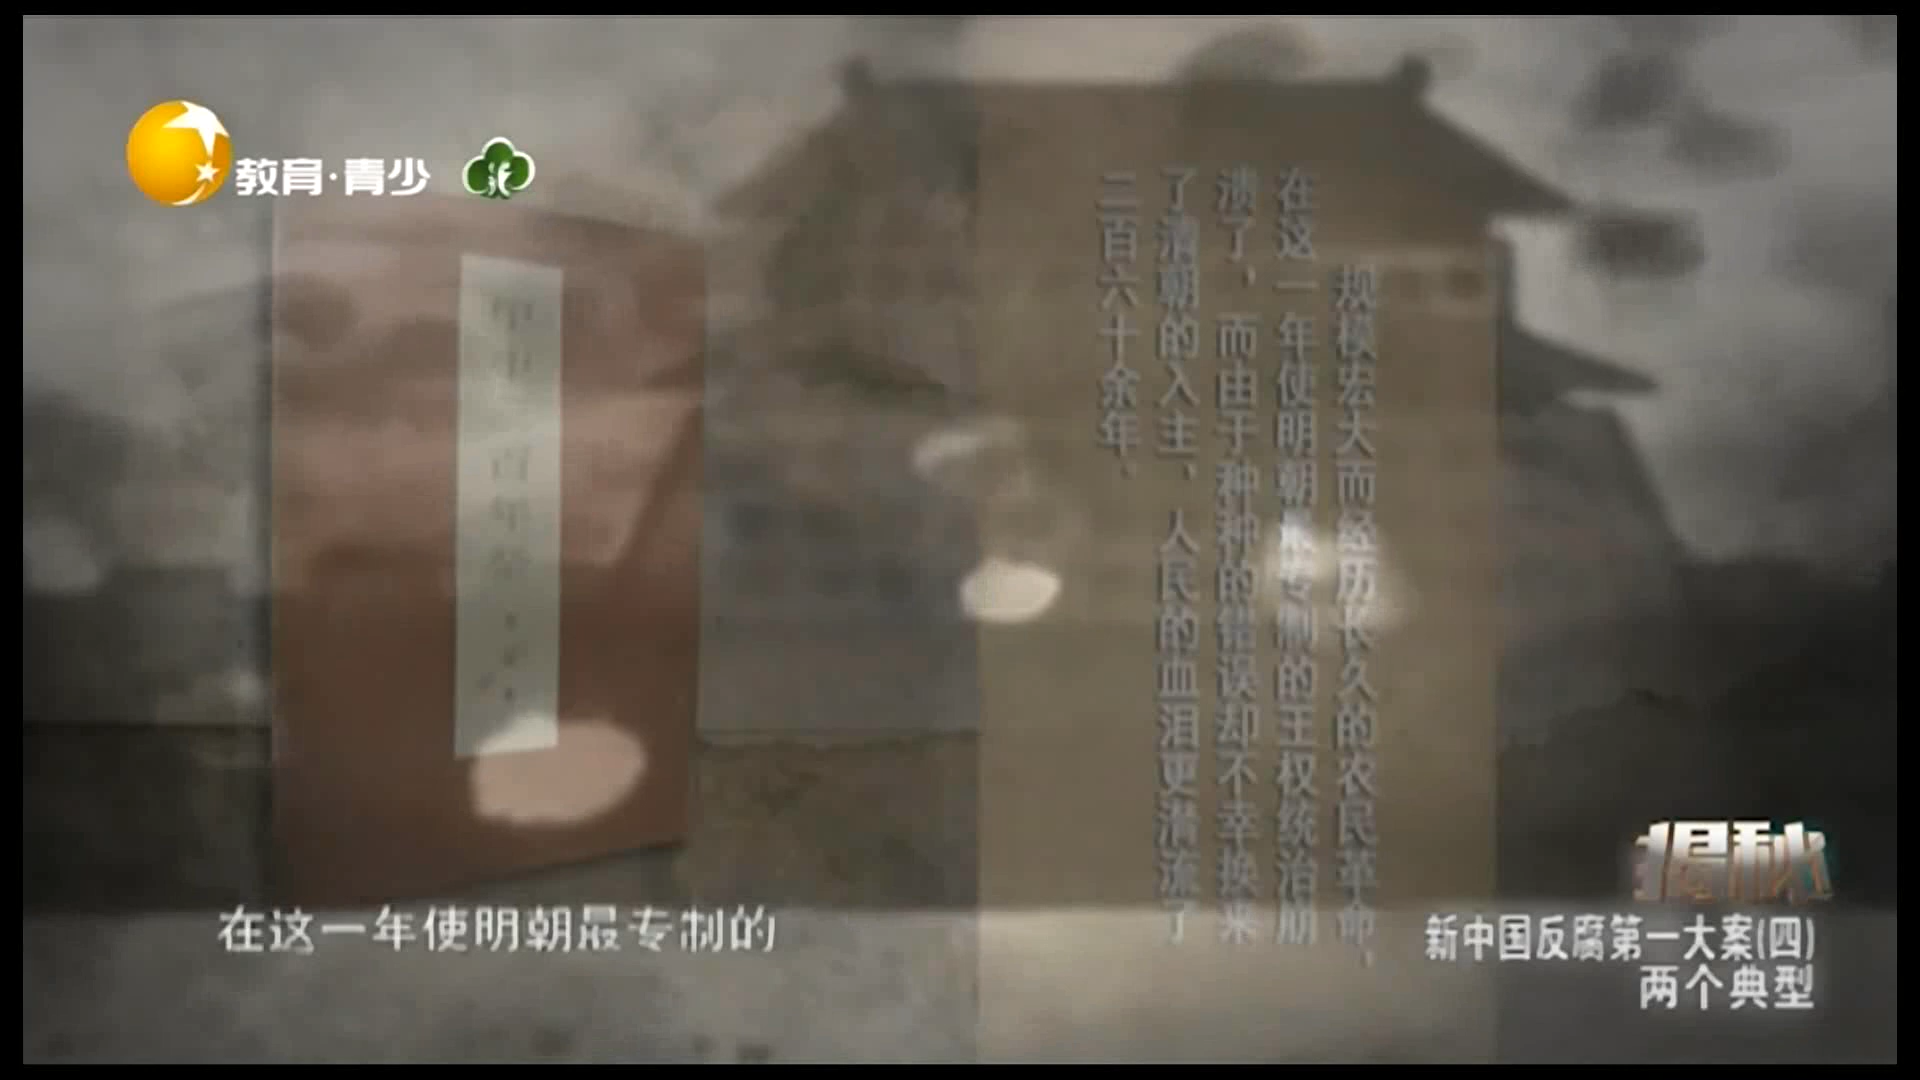 教育·青少
规模宏大而经历长久的农民革命、
在这一年使明朝最专制的王权统治崩
溃了，而由于种种的错误却不幸换来
了清朝的入主，人民的血泪更潸流了
二百六十余年。
百年祭
在这一年使明朝最专制的
揭秘
新中国反腐第一大案(四)
两个典型